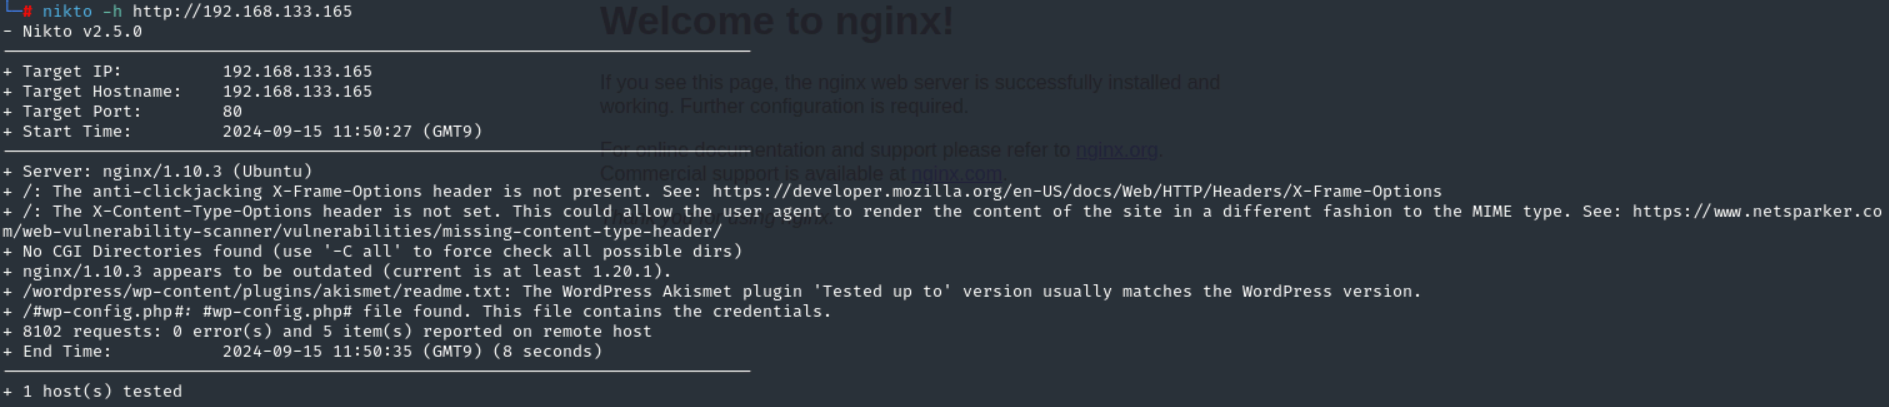 └─# nikto -h http://192.168.133.165
- Nikto v2.5.0
+ Target IP:          192.168.133.165
+ Target Hostname:    192.168.133.165
+ Target Port:        80
+ Start Time:         2024-09-15 11:50:27 (GMT9)
+ Server: nginx/1.10.3 (Ubuntu)
+ /: The anti-clickjacking X-Frame-Options header is not present. See: https://developer.mozilla.org/en-US/docs/Web/HTTP/Headers/X-Frame-Options
+ /: The X-Content-Type-Options header is not set. This could allow the user agent to render the content of the site in a different fashion to the MIME type. See: https://www.netsparker.co
m/web-vulnerability-scanner/vulnerabilities/missing-content-type-header/
+ No CGI Directories found (use '-C all' to force check all possible dirs)
+ nginx/1.10.3 appears to be outdated (current is at least 1.20.1).
+ /wordpress/wp-content/plugins/akismet/readme.txt: The WordPress Akismet plugin 'Tested up to' version usually matches the WordPress version.
+ /#wp-config.php#: #wp-config.php# file found. This file contains the credentials.
+ 8102 requests: 0 error(s) and 5 item(s) reported on remote host
+ End Time:           2024-09-15 11:50:35 (GMT9) (8 seconds)
+ 1 host(s) tested
Welcome to nginx!
If you see this page, the nginx web server is successfully installed and
working. Further configuration is required.
For online documentation and support please refer to nginx.org.
Commercial support is available at nginx.com.
using nginx.